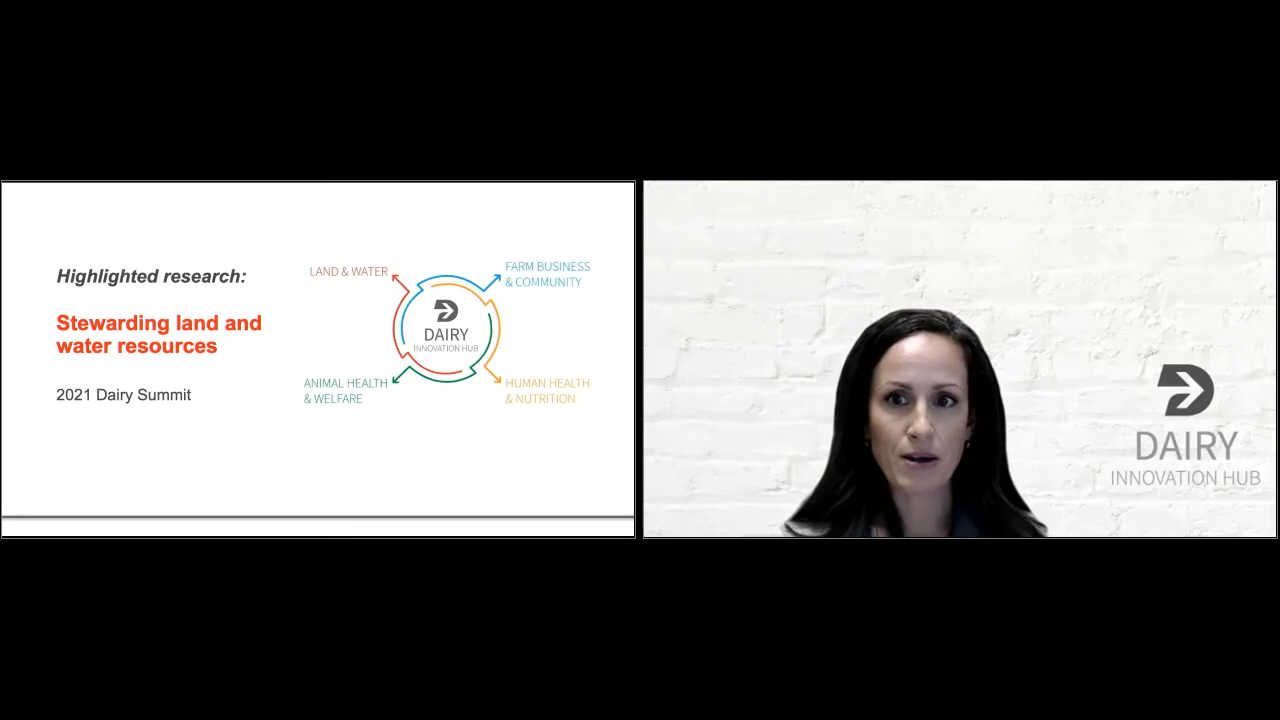 Highlighted research:
Stewarding land and
water resources
2021 Dairy Summit
LAND & WATER
FARM BUSINESS
& COMMUNITY
DAIRY
INNOVATION HUB
ANIMAL HEALTH
& WELFARE
HUMAN HEALTH
& NUTRITION
DAIRY
INNOVATION HUB